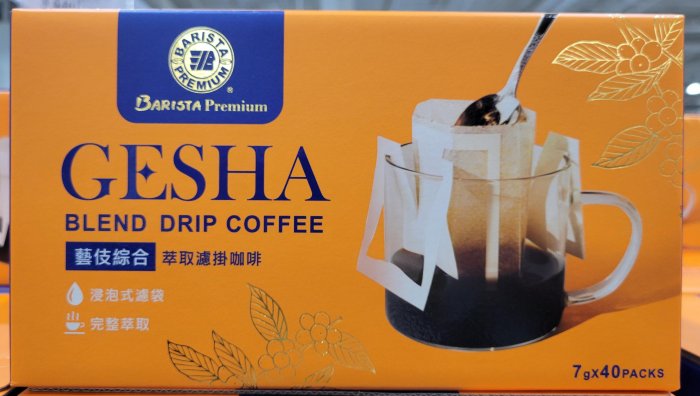 BARISTA
PREMIUM
®
BARISTA Premium
GESHA
BLEND DRIP COFFEE
藝伎綜合 萃取濾掛咖啡
浸泡式濾袋
完整萃取
7gx40PACKS